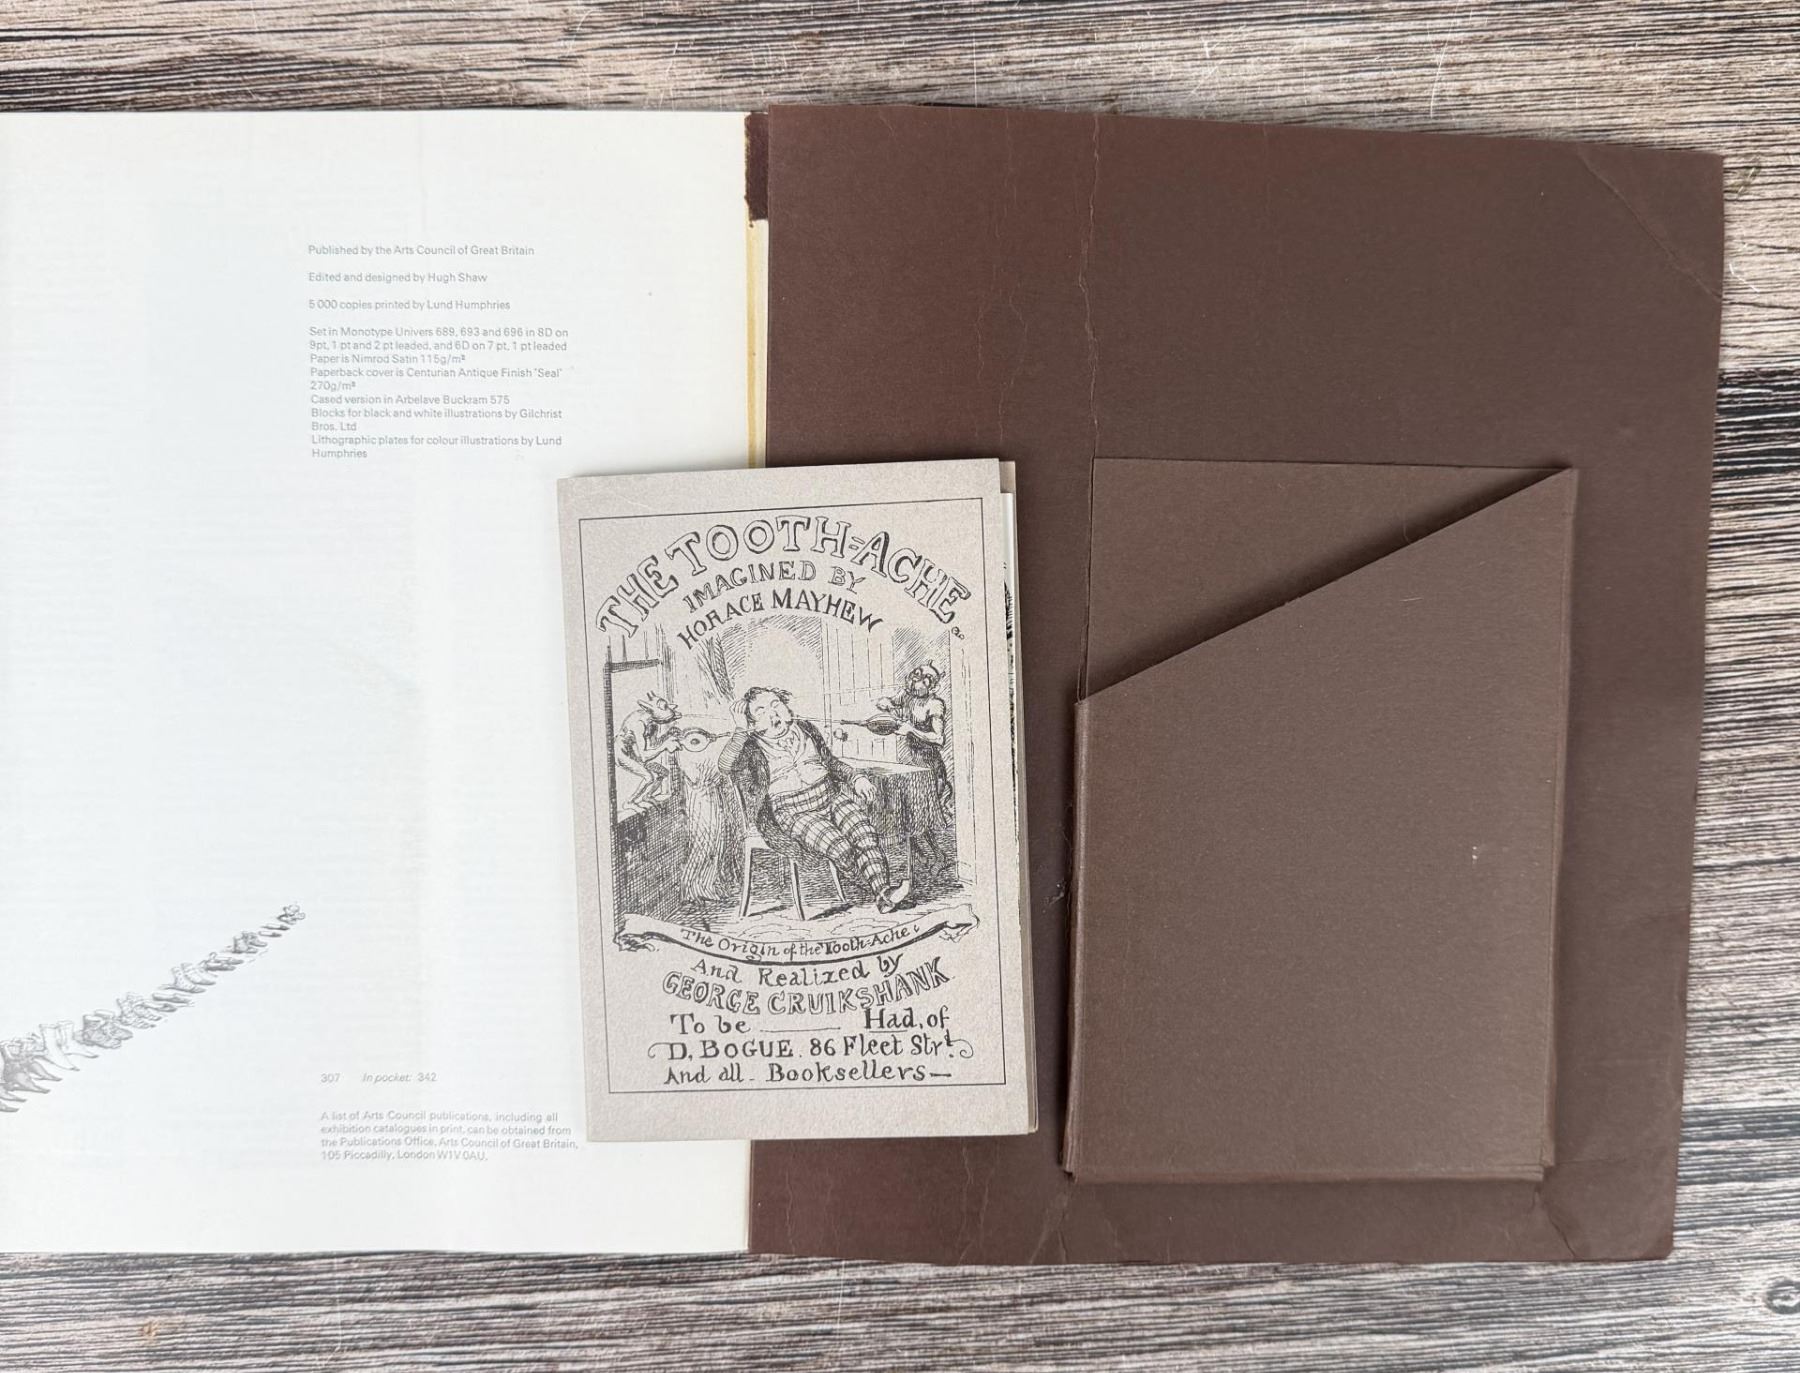 Published by the Arts Council of Great Britain
Edited and designed by Hugh Shaw
5 000 copies printed by Lund Humphries
Set in Monotype Univers 689, 693 and 696 in 8D on
9pt, 1 pt and 2 pt leaded, and 6D on 7 pt, 1 pt leaded
Paper is Nimrod Satin 115g/m²
Paperback cover is Centurian Antique Finish 'Seal'
270g/m²
Cased version in Arbelave Buckram 575
Blocks for black and white illustrations by Gilchrist
Bros. Ltd
Lithographic plates for colour illustrations by Lund
Humphries
307 In pocket: 342
A list of Arts Council publications, including all
exhibition catalogues in print, can be obtained from
the Publications Office, Arts Council of Great Britain,
105 Piccadilly, London W1V 0AU.
THE TOOTH=ACHE
IMAGINED BY
HORACE MAYHEW
The Origin of the Tooth-Ache.
And Realized by
GEORGE CRUIKSHANK
To be ____ Had, of
D. BOGUE. 86 Fleet Strt.
And all - Booksellers—